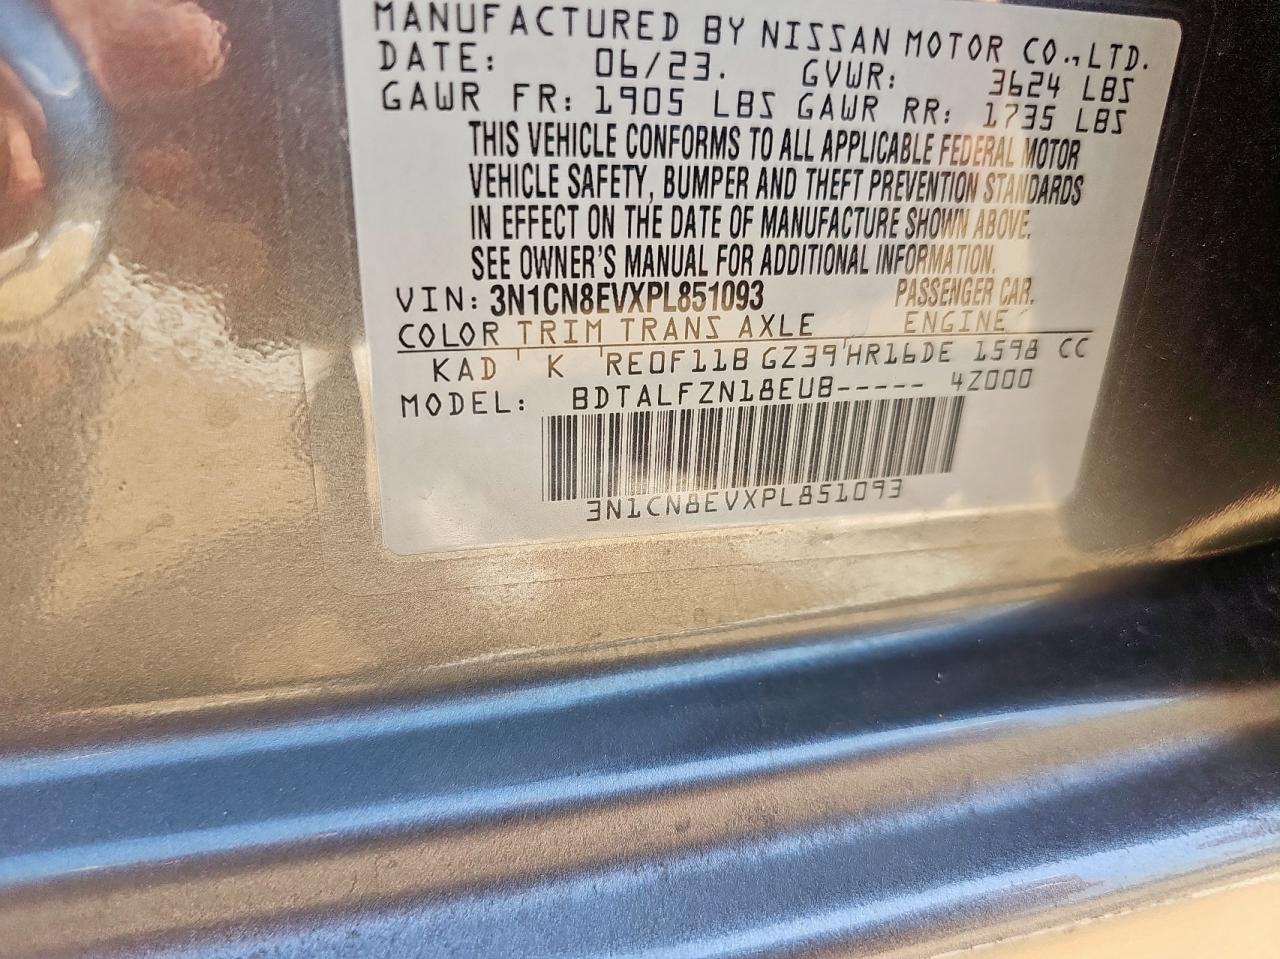 MANUFACTURED BY NISSAN MOTOR CO.,LTD.
DATE: 06/23. GVWR: 3624 LBS
GAWR FR: 1905 LBS GAWR RR: 1735 LBS
THIS VEHICLE CONFORMS TO ALL APPLICABLE FEDERAL MOTOR
VEHICLE SAFETY, BUMPER AND THEFT PREVENTION STANDARDS
IN EFFECT ON THE DATE OF MANUFACTURE SHOWN ABOVE.
SEE OWNER'S MANUAL FOR ADDITIONAL INFORMATION.
VIN: 3N1CN8EVXPL851093 PASSENGER CAR.
COLOR TRIM TRANS AXLE ENGINE
KAD K RE0F11B GZ39 HR16DE 1598 CC
MODEL: BDTALFZN18EUB----- 4Z000
3N1CN8EVXPL851093